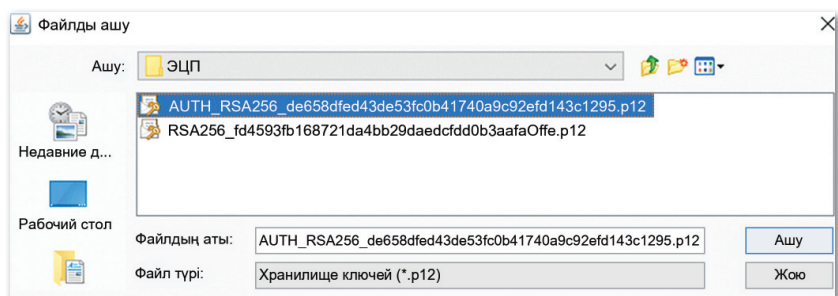 Файлды ашу
Ашу: ЭЦП
AUTH_RSA256_de658dfed43de53fc0b41740a9c92efd143c1295.p12
RSA256_fd4593fb168721da4bb29daedcfdd0b3aafaOffe.p12
Недавние д...
Рабочий стол
Файлдың аты: AUTH_RSA256_de658dfed43de53fc0b41740a9c92efd143c1295.p12 Ашу
Файл түрі: Хранилище ключей (*.p12) Жою